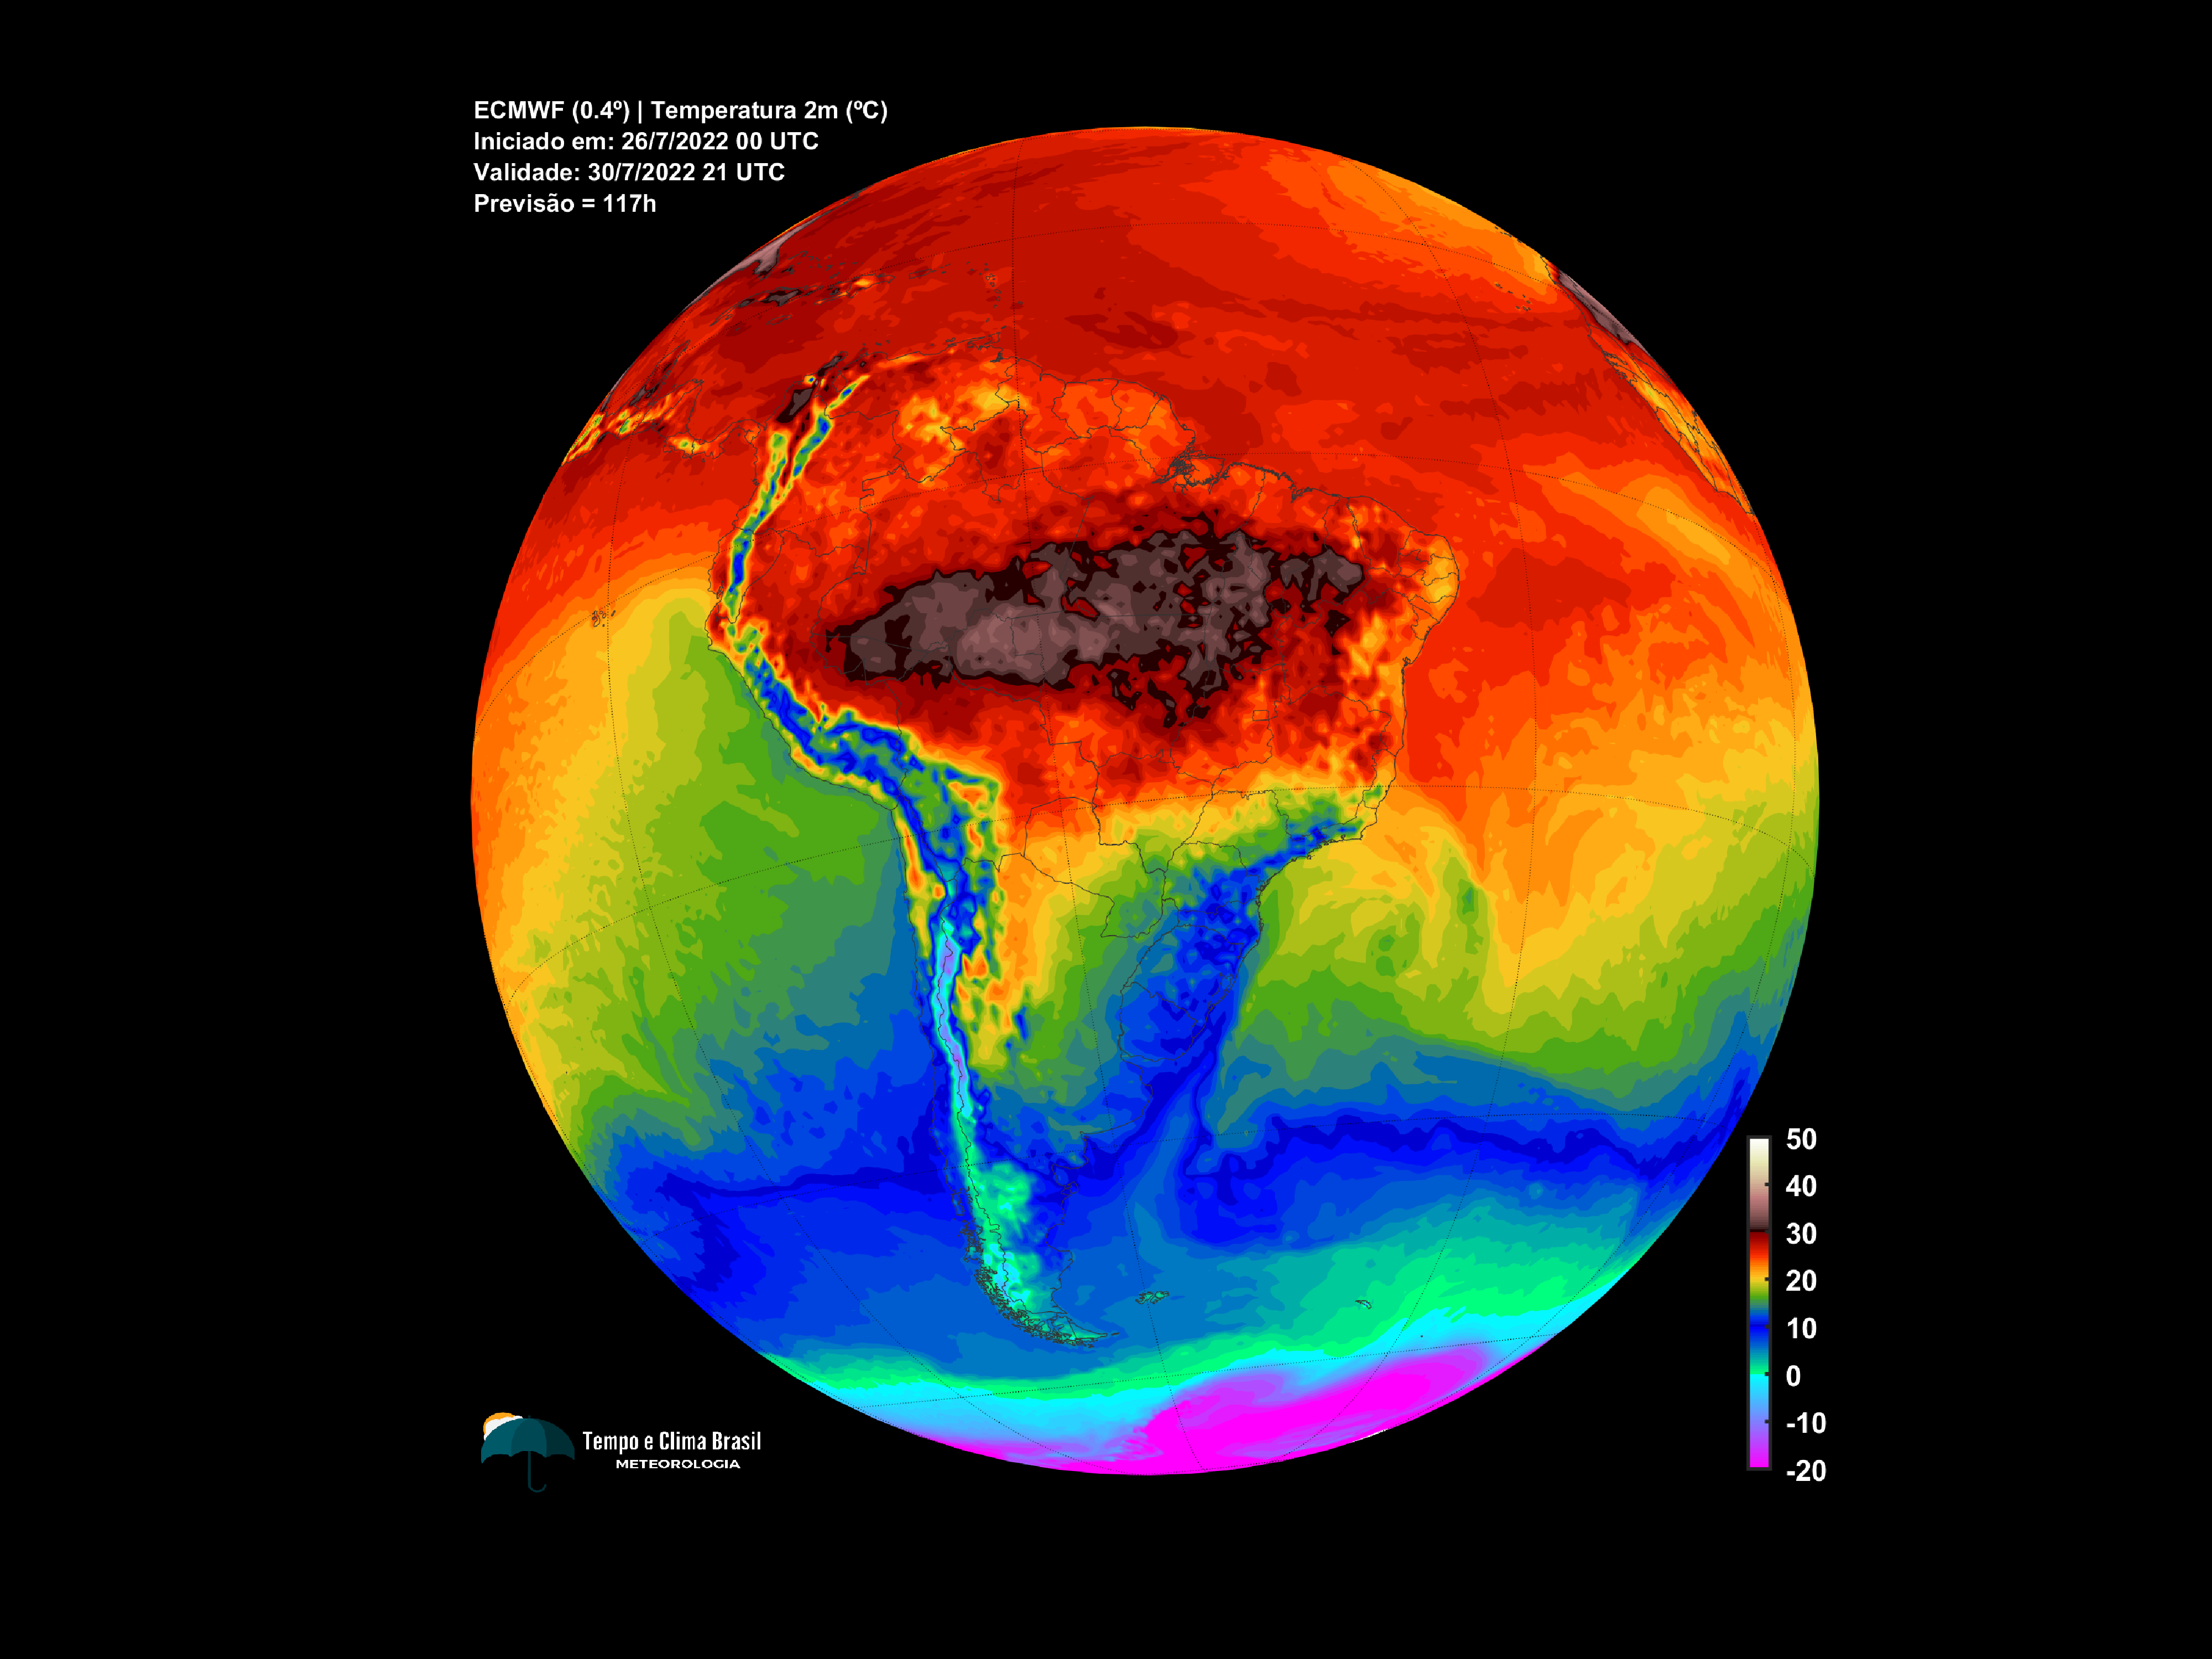 ECMWF (0.4º) | Temperatura 2m (ºC)
Iniciado em: 26/7/2022 00 UTC
Validade: 30/7/2022 21 UTC
Previsão = 117h
50
40
30
20
10
0
-10
-20
Tempo e Clima Brasil
METEOROLOGIA